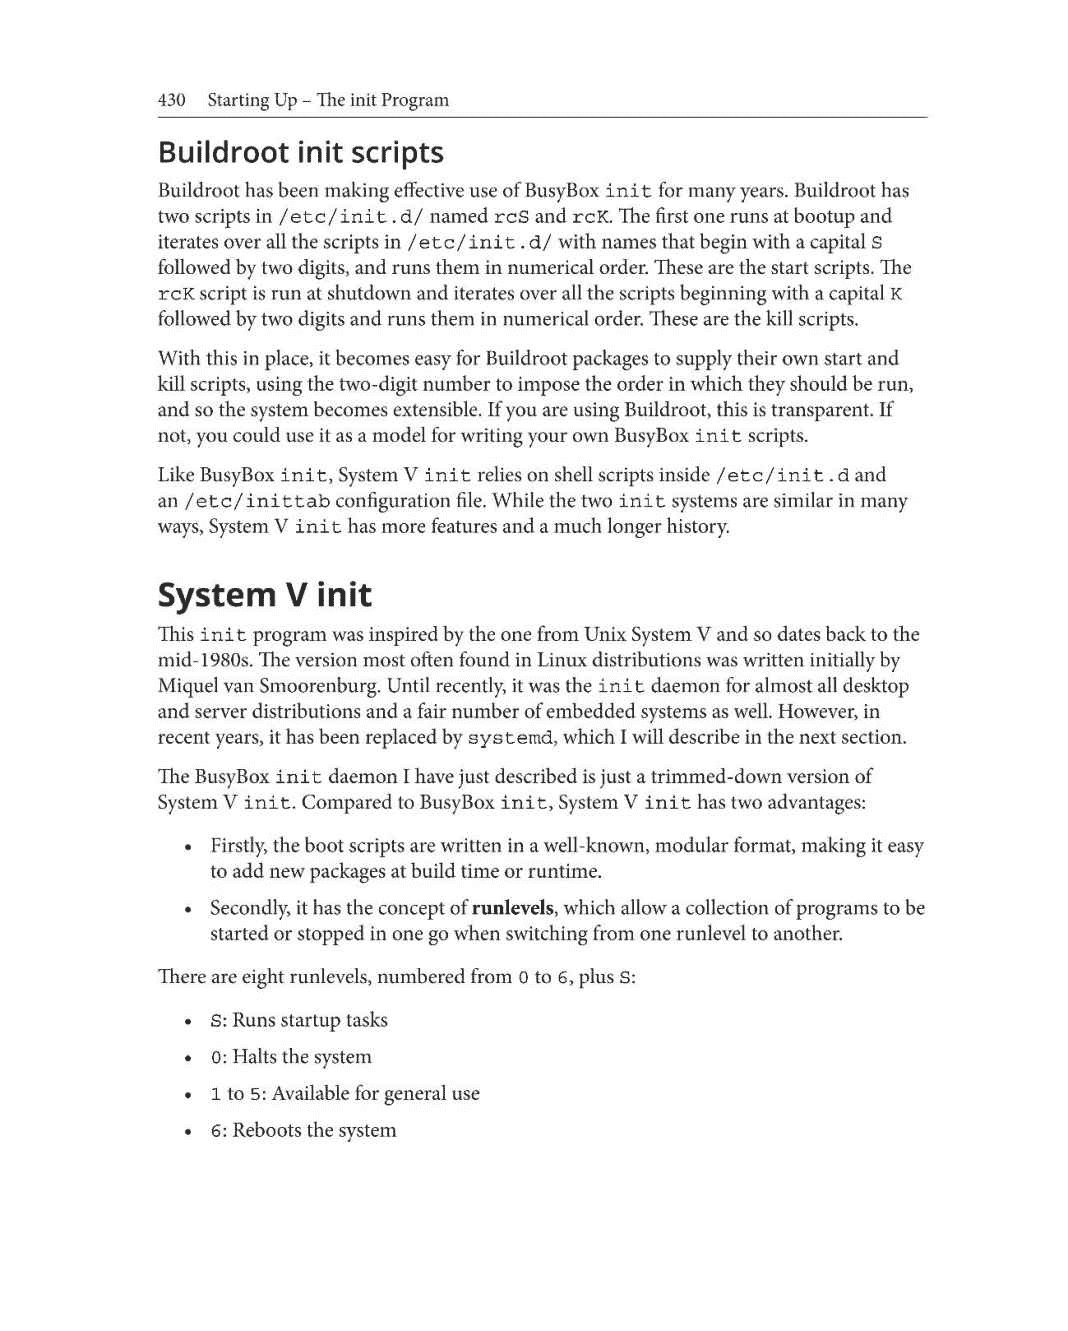 430 Starting Up – The init Program
Buildroot init scripts
Buildroot has been making effective use of BusyBox init for many years. Buildroot has
two scripts in /etc/init.d/ named rcS and rcK. The first one runs at bootup and
iterates over all the scripts in /etc/init.d/ with names that begin with a capital S
followed by two digits, and runs them in numerical order. These are the start scripts. The
rcK script is run at shutdown and iterates over all the scripts beginning with a capital K
followed by two digits and runs them in numerical order. These are the kill scripts.
With this in place, it becomes easy for Buildroot packages to supply their own start and
kill scripts, using the two-digit number to impose the order in which they should be run,
and so the system becomes extensible. If you are using Buildroot, this is transparent. If
not, you could use it as a model for writing your own BusyBox init scripts.
Like BusyBox init, System V init relies on shell scripts inside /etc/init.d and
an /etc/inittab configuration file. While the two init systems are similar in many
ways, System V init has more features and a much longer history.
System V init
This init program was inspired by the one from Unix System V and so dates back to the
mid-1980s. The version most often found in Linux distributions was written initially by
Miquel van Smoorenburg. Until recently, it was the init daemon for almost all desktop
and server distributions and a fair number of embedded systems as well. However, in
recent years, it has been replaced by systemd, which I will describe in the next section.
The BusyBox init daemon I have just described is just a trimmed-down version of
System V init. Compared to BusyBox init, System V init has two advantages:
• Firstly, the boot scripts are written in a well-known, modular format, making it easy
to add new packages at build time or runtime.
• Secondly, it has the concept of runlevels, which allow a collection of programs to be
started or stopped in one go when switching from one runlevel to another.
There are eight runlevels, numbered from 0 to 6, plus S:
• S: Runs startup tasks
• 0: Halts the system
• 1 to 5: Available for general use
• 6: Reboots the system